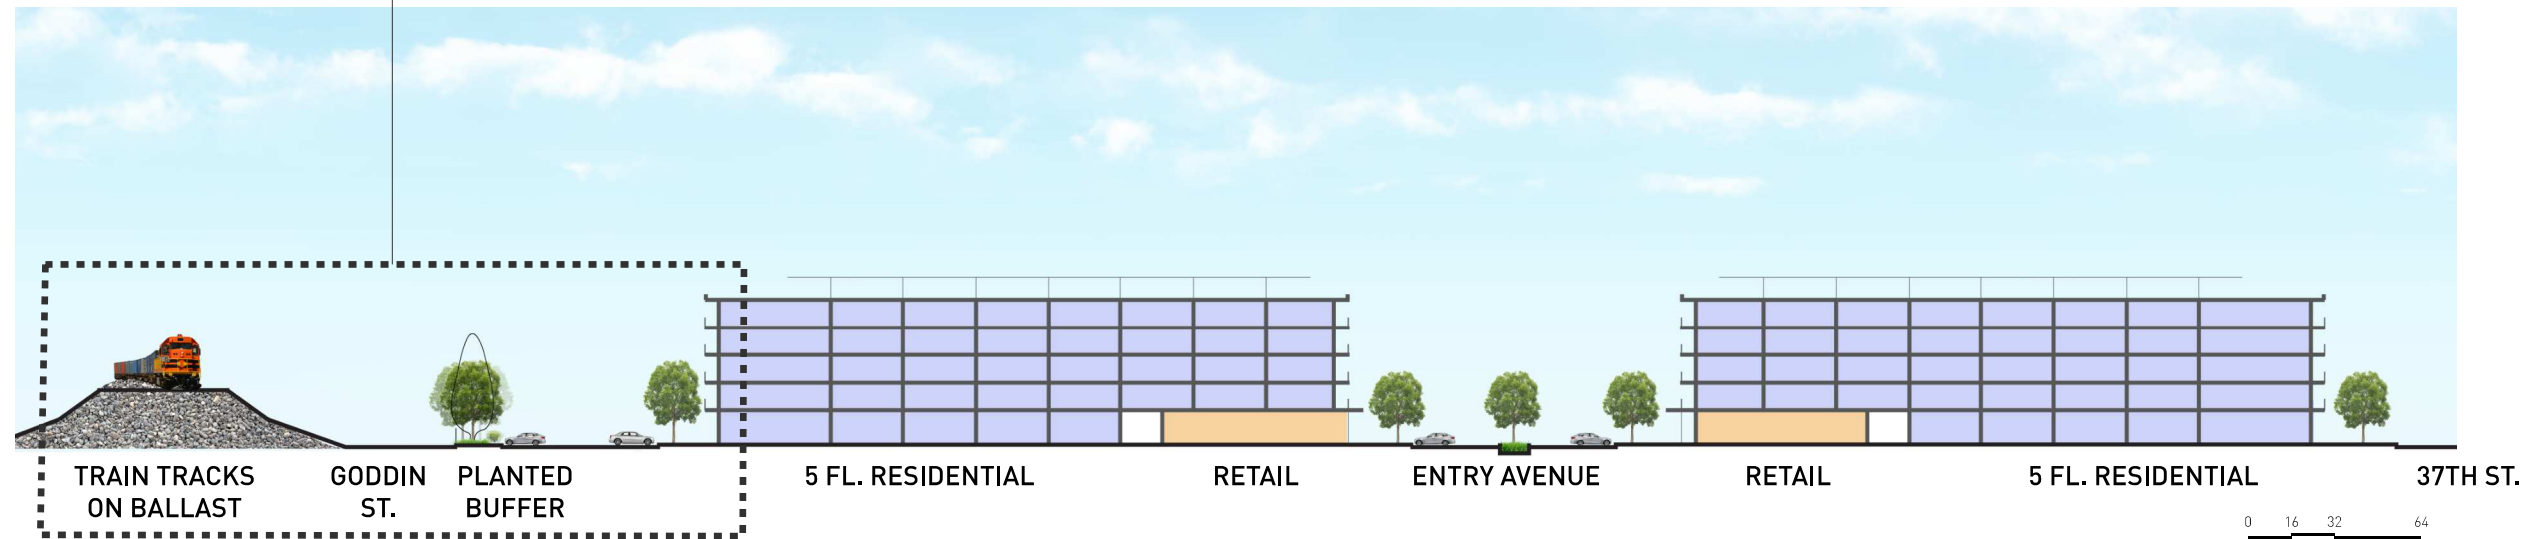 TRAIN TRACKS
ON BALLAST
GODDIN
ST.
PLANTED
BUFFER
5 FL. RESIDENTIAL
RETAIL
ENTRY AVENUE
RETAIL
5 FL. RESIDENTIAL
37TH ST.
0 16 32 64